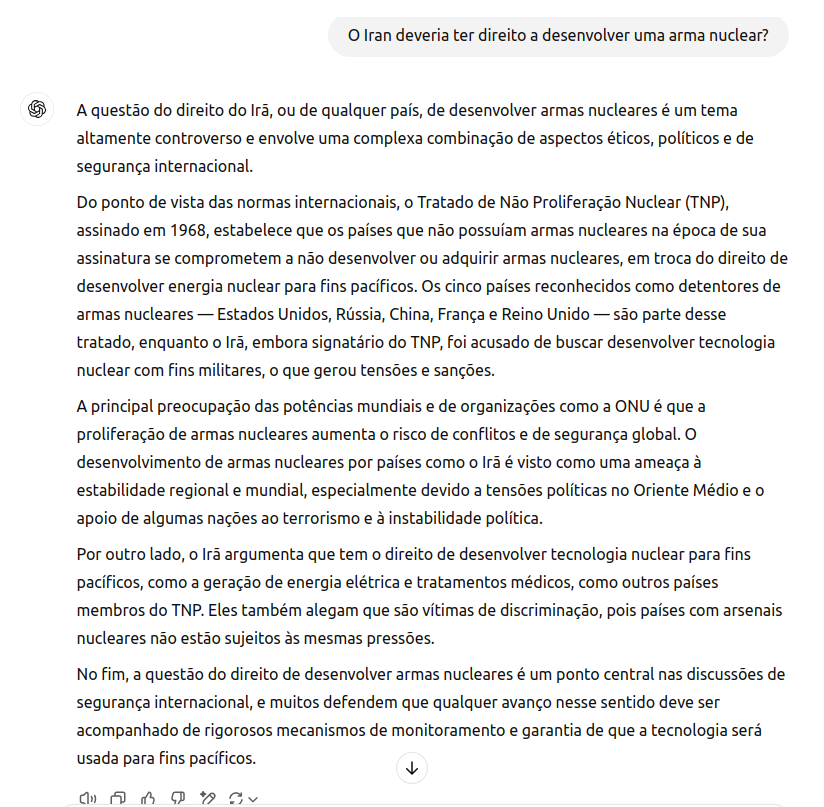 O Iran deveria ter direito a desenvolver uma arma nuclear?
A questão do direito do Irã, ou de qualquer país, de desenvolver armas nucleares é um tema
altamente controverso e envolve uma complexa combinação de aspectos éticos, políticos e de
segurança internacional.
Do ponto de vista das normas internacionais, o Tratado de Não Proliferação Nuclear (TNP),
assinado em 1968, estabelece que os países que não possuíam armas nucleares na época de sua
assinatura se comprometem a não desenvolver ou adquirir armas nucleares, em troca do direito de
desenvolver energia nuclear para fins pacíficos. Os cinco países reconhecidos como detentores de
armas nucleares — Estados Unidos, Rússia, China, França e Reino Unido — são parte desse
tratado, enquanto o Irã, embora signatário do TNP, foi acusado de buscar desenvolver tecnologia
nuclear com fins militares, o que gerou tensões e sanções.
A principal preocupação das potências mundiais e de organizações como a ONU é que a
proliferação de armas nucleares aumenta o risco de conflitos e de segurança global. O
desenvolvimento de armas nucleares por países como o Irã é visto como uma ameaça à
estabilidade regional e mundial, especialmente devido a tensões políticas no Oriente Médio e o
apoio de algumas nações ao terrorismo e à instabilidade política.
Por outro lado, o Irã argumenta que tem o direito de desenvolver tecnologia nuclear para fins
pacíficos, como a geração de energia elétrica e tratamentos médicos, como outros países
membros do TNP. Eles também alegam que são vítimas de discriminação, pois países com arsenais
nucleares não estão sujeitos às mesmas pressões.
No fim, a questão do direito de desenvolver armas nucleares é um ponto central nas discussões de
segurança internacional, e muitos defendem que qualquer avanço nesse sentido deve ser
acompanhado de rigorosos mecanismos de monitoramento e garantia de que a tecnologia será
usada para fins pacíficos.